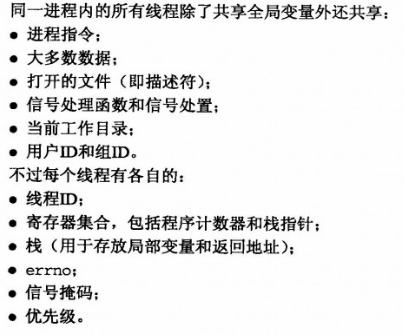 同一进程内的所有线程除了共享全局变量外还共享：
● 进程指令；
● 大多数数据；
● 打开的文件（即描述符）；
● 信号处理函数和信号处置；
● 当前工作目录；
● 用户ID和组ID。
不过每个线程有各自的：
● 线程ID；
● 寄存器集合，包括程序计数器和栈指针；
● 栈（用于存放局部变量和返回地址）；
● errno；
● 信号掩码；
● 优先级。